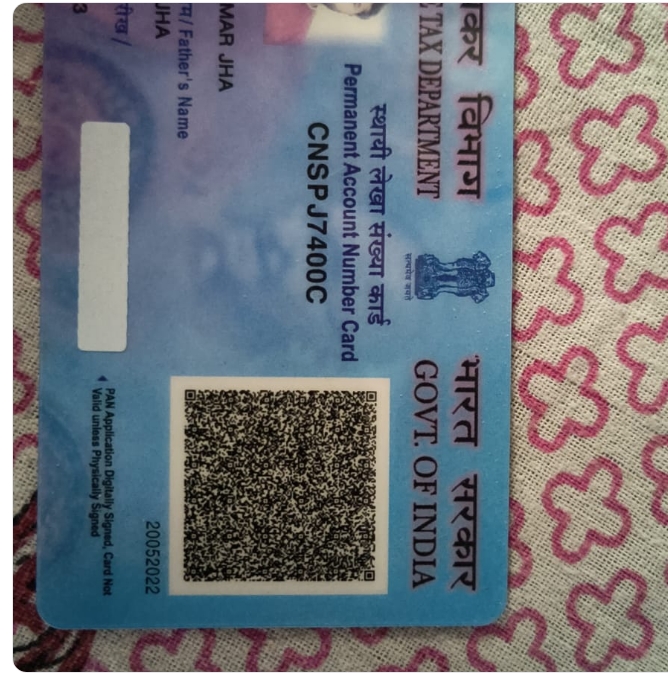 कर विभाग
TAX DEPARTMENT
भारत सरकार
GOVT. OF INDIA
सत्यमेव जयते
स्थायी लेखा संख्या कार्ड
Permanent Account Number Card
CNSPJ7400C
MAR JHA
/ Father's Name
JHA
20052022
PAN Application Digitally Signed, Card Not
Valid unless Physically Signed